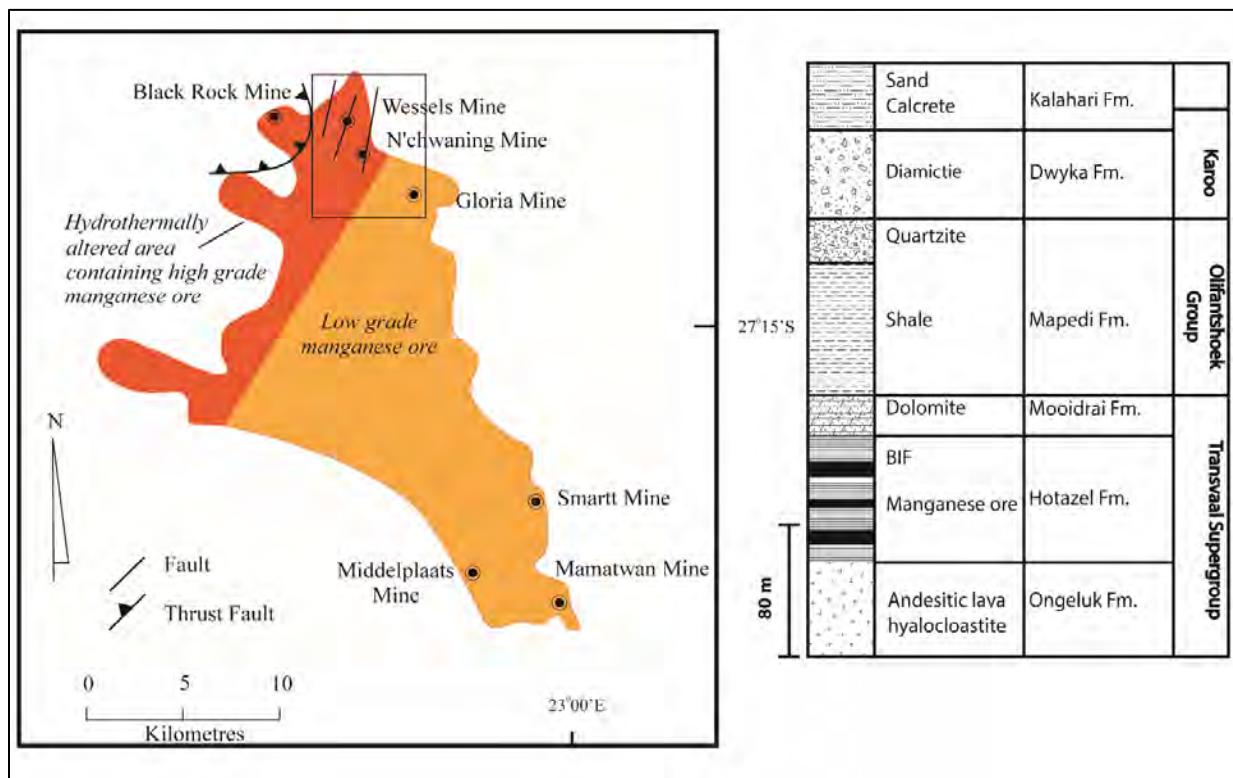 Black Rock Mine
Wessels Mine
N'chwaning Mine
Gloria Mine
Hydrothermally
altered area
containing high grade
manganese ore
Low grade
manganese ore
27°15'S
N
Smartt Mine
Middelplaats
Mine
Mamatwan Mine
Fault
Thrust Fault
0 5 10
Kilometres
23°00'E
Sand
Calcrete
Kalahari Fm.
Diamictie
Dwyka Fm.
Karoo
Quartzite
Shale
Mapedi Fm.
Olifantshoek
Group
Dolomite
Mooidrai Fm.
BIF
Manganese ore
Hotazel Fm.
Andesitic lava
hyalocloastite
Ongeluk Fm.
Transvaal Supergroup
80 m